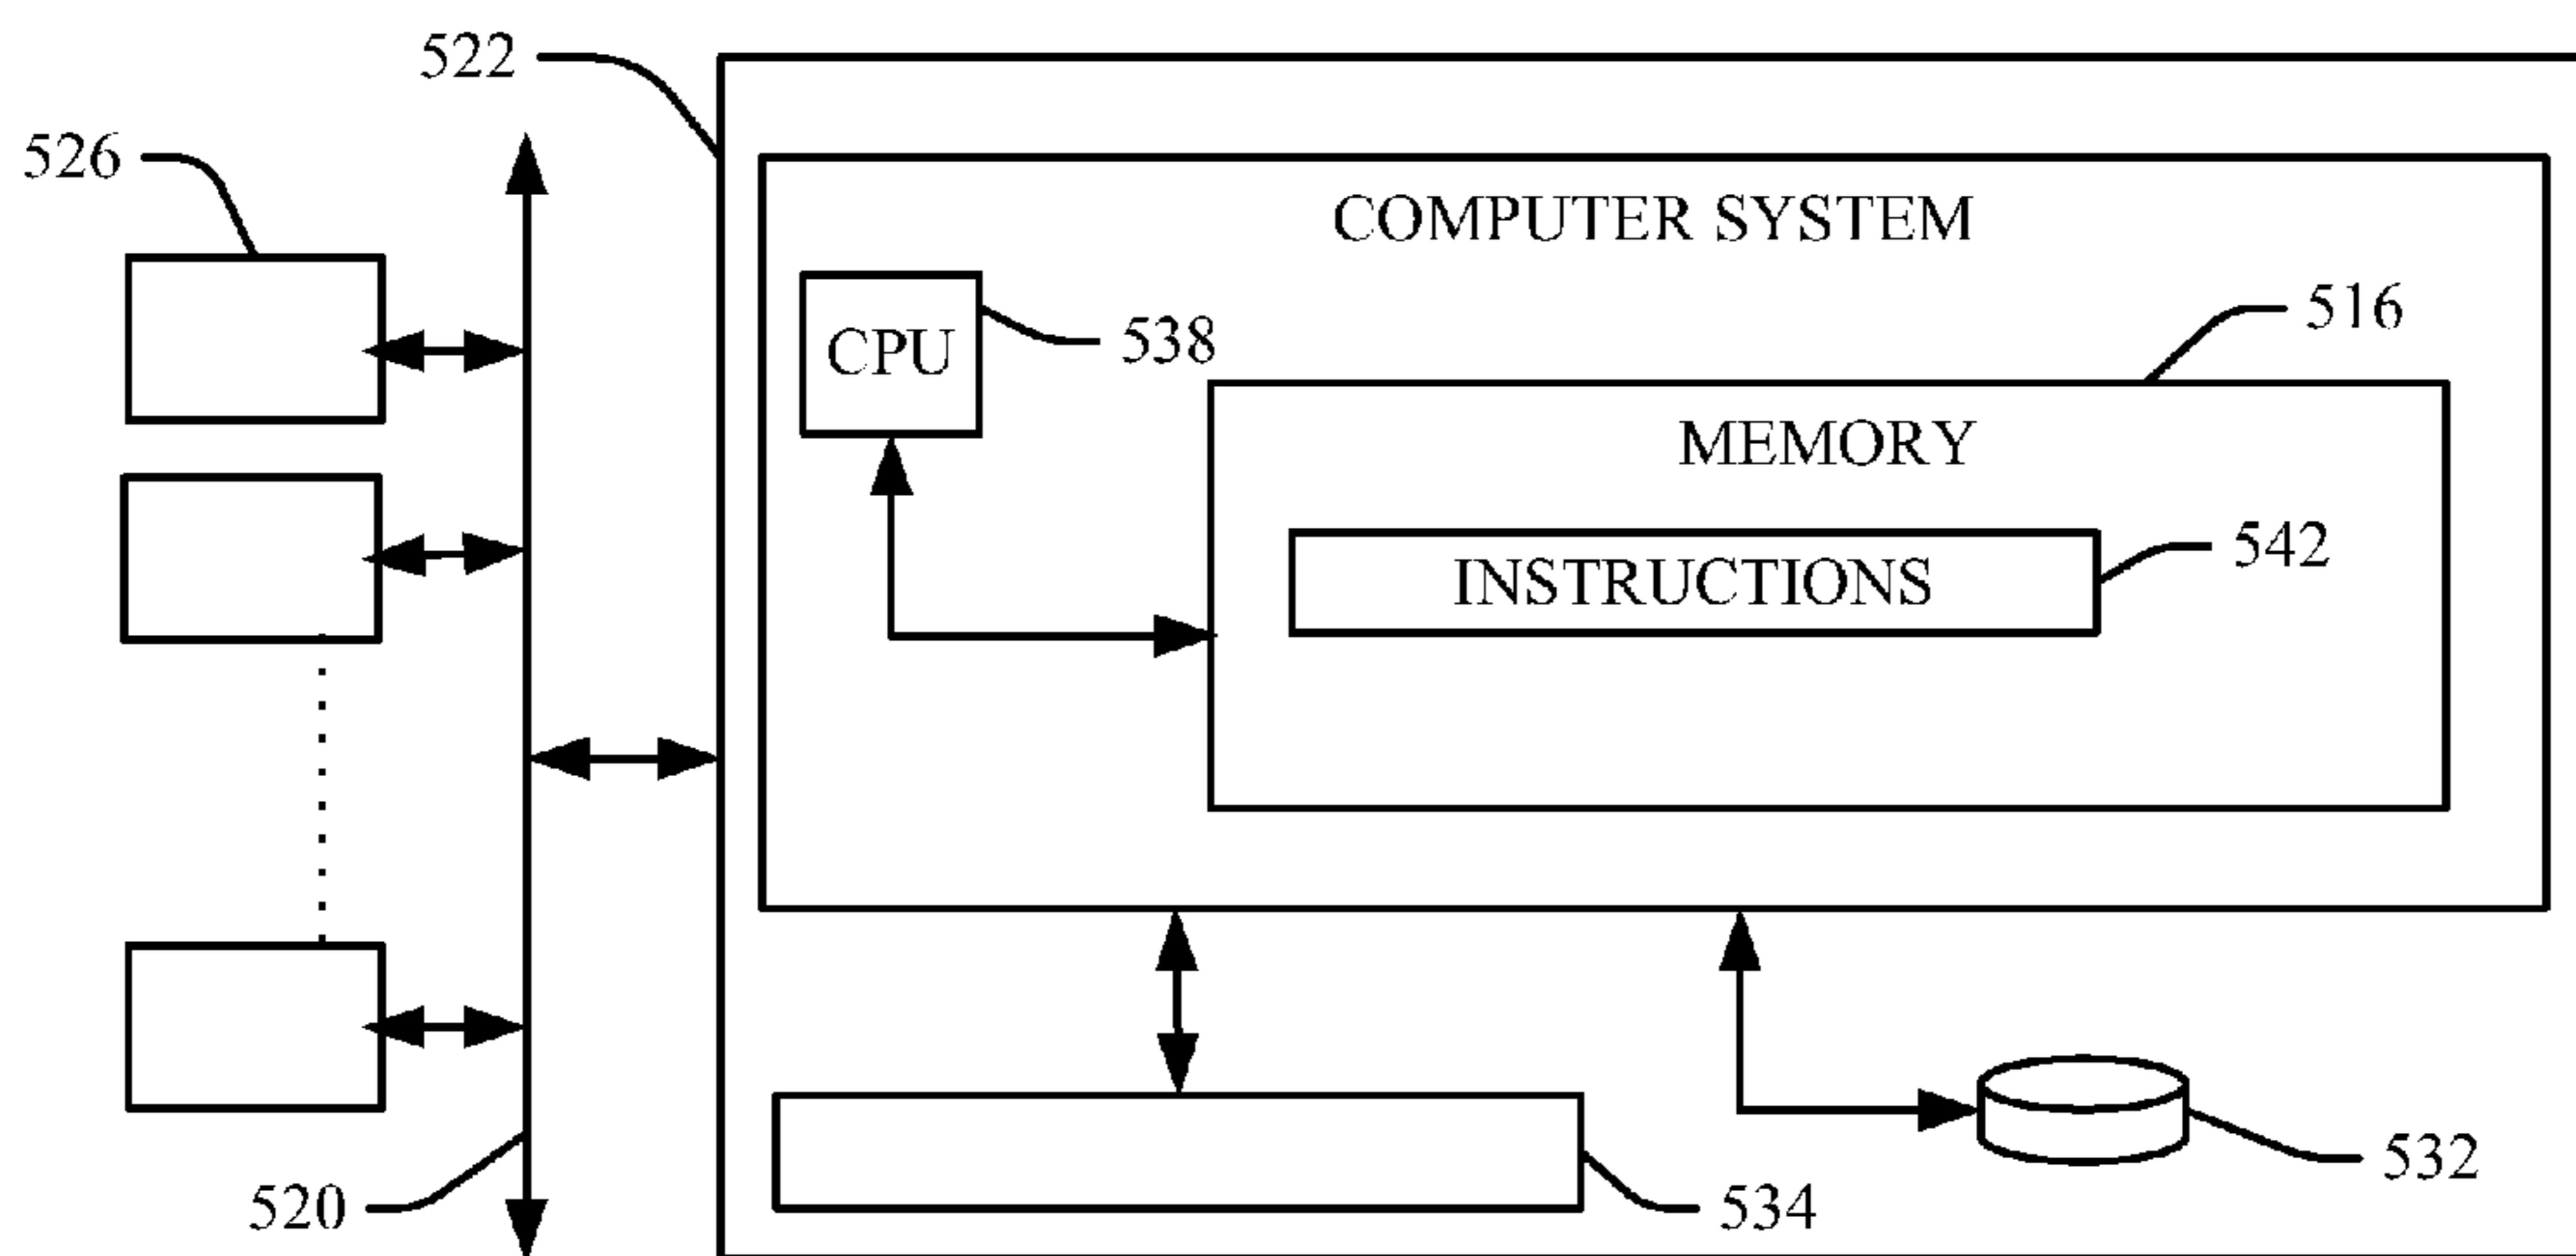 522
526
COMPUTER SYSTEM
516
CPU
538
MEMORY
542
INSTRUCTIONS
532
520
534